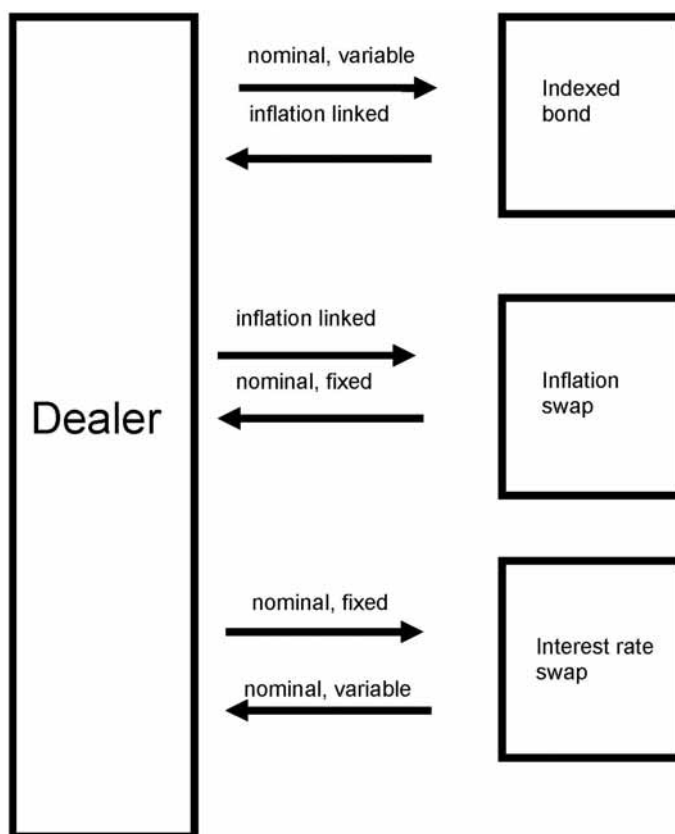 nominal, variable
inflation linked
Indexed
bond
inflation linked
nominal, fixed
Inflation
swap
Dealer
nominal, fixed
nominal, variable
Interest rate
swap